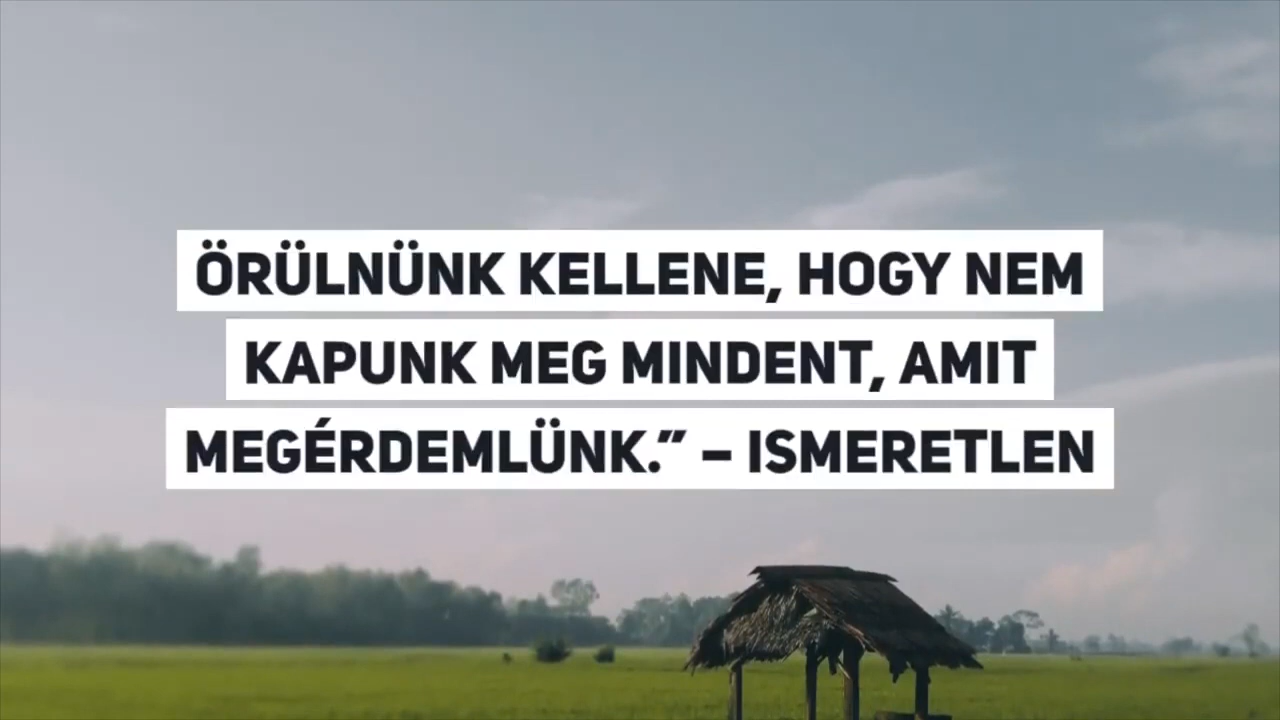 ÖRÜLNÜNK KELLENE, HOGY NEM
KAPUNK MEG MINDENT, AMIT
MEGÉRDEMLÜNK.” – ISMERETLEN